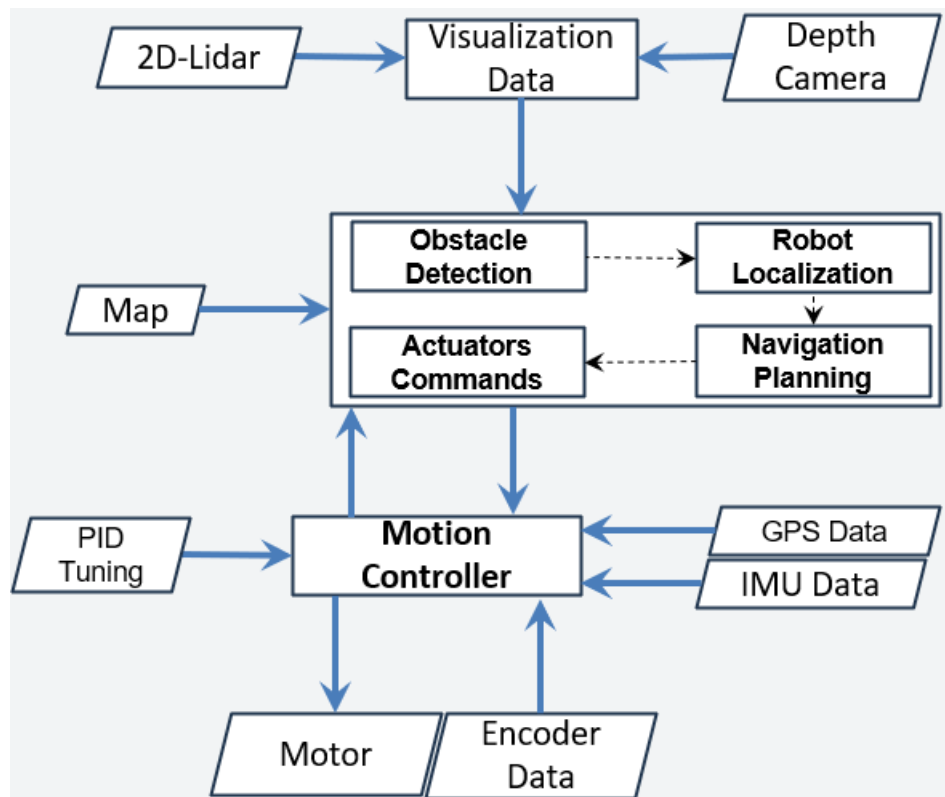 2D-Lidar
Visualization
Data
Depth
Camera
Obstacle
Detection
Robot
Localization
Map
Actuators
Commands
Navigation
Planning
PID
Tuning
Motion
Controller
GPS Data
IMU Data
Motor
Encoder
Data